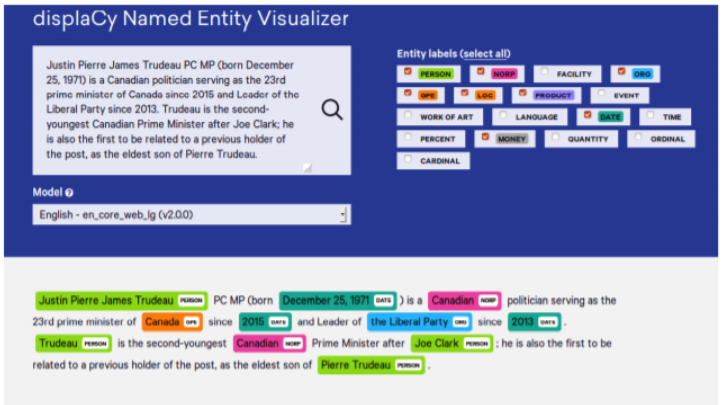 displaCy Named Entity Visualizer
Justin Pierre James Trudeau PC MP (born December
25, 1971) is a Canadian politician serving as the 23rd
prime minister of Canada since 2015 and Leader of the
Liberal Party since 2013. Trudeau is the second-
youngest Canadian Prime Minister after Joe Clark; he
is also the first to be related to a previous holder of
the post, as the eldest son of Pierre Trudeau.
Model ?
English - en_core_web_lg (v2.0.0)
Entity labels (select all)
PERSON NORP FACILITY ORG
GPE LOC PRODUCT EVENT
WORK OF ART LANGUAGE DATE TIME
PERCENT MONEY QUANTITY ORDINAL
CARDINAL
Justin Pierre James Trudeau PERSON PC MP (born December 25, 1971 DATE ) is a Canadian NORP politician serving as the
23rd prime minister of Canada GPE since 2015 DATE and Leader of the Liberal Party ORG since 2013 DATE .
Trudeau PERSON is the second-youngest Canadian NORP Prime Minister after Joe Clark PERSON ; he is also the first to be
related to a previous holder of the post, as the eldest son of Pierre Trudeau PERSON .